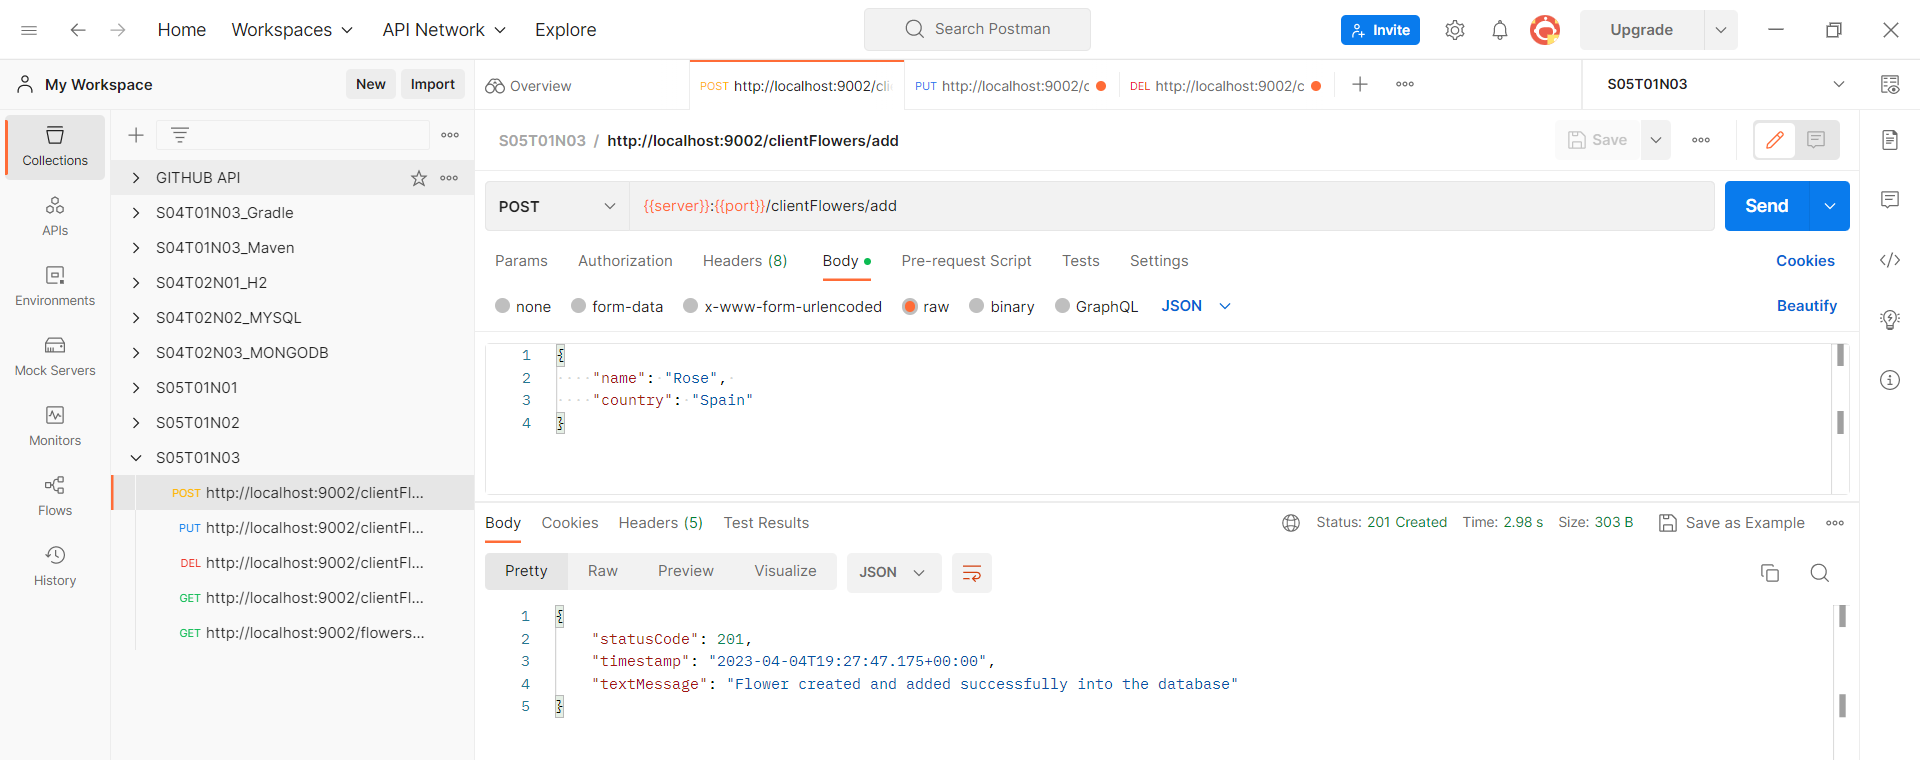 Home Workspaces API Network Explore Search Postman Invite Upgrade
My Workspace New Import Overview POST http://localhost:9002/cli PUT http://localhost:9002/c DEL http://localhost:9002/c S05T01N03
Collections
APIs
Environments
Mock Servers
Monitors
Flows
History
GITHUB API
S04T01N03_Gradle
S04T01N03_Maven
S04T02N01_H2
S04T02N02_MYSQL
S04T02N03_MONGODB
S05T01N01
S05T01N02
S05T01N03
POST http://localhost:9002/clientFl...
PUT http://localhost:9002/clientFl...
DEL http://localhost:9002/clientFl...
GET http://localhost:9002/clientFl...
GET http://localhost:9002/flowers...
S05T01N03 / http://localhost:9002/clientFlowers/add Save
POST {{server}}:{{port}}/clientFlowers/add Send
Params Authorization Headers (8) Body Pre-request Script Tests Settings Cookies
none form-data x-www-form-urlencoded raw binary GraphQL JSON Beautify
1 {
2 "name": "Rose",
3 "country": "Spain"
4 }
Body Cookies Headers (5) Test Results Status: 201 Created Time: 2.98 s Size: 303 B Save as Example
Pretty Raw Preview Visualize JSON
1 {
2 "statusCode": 201,
3 "timestamp": "2023-04-04T19:27:47.175+00:00",
4 "textMessage": "Flower created and added successfully into the database"
5 }